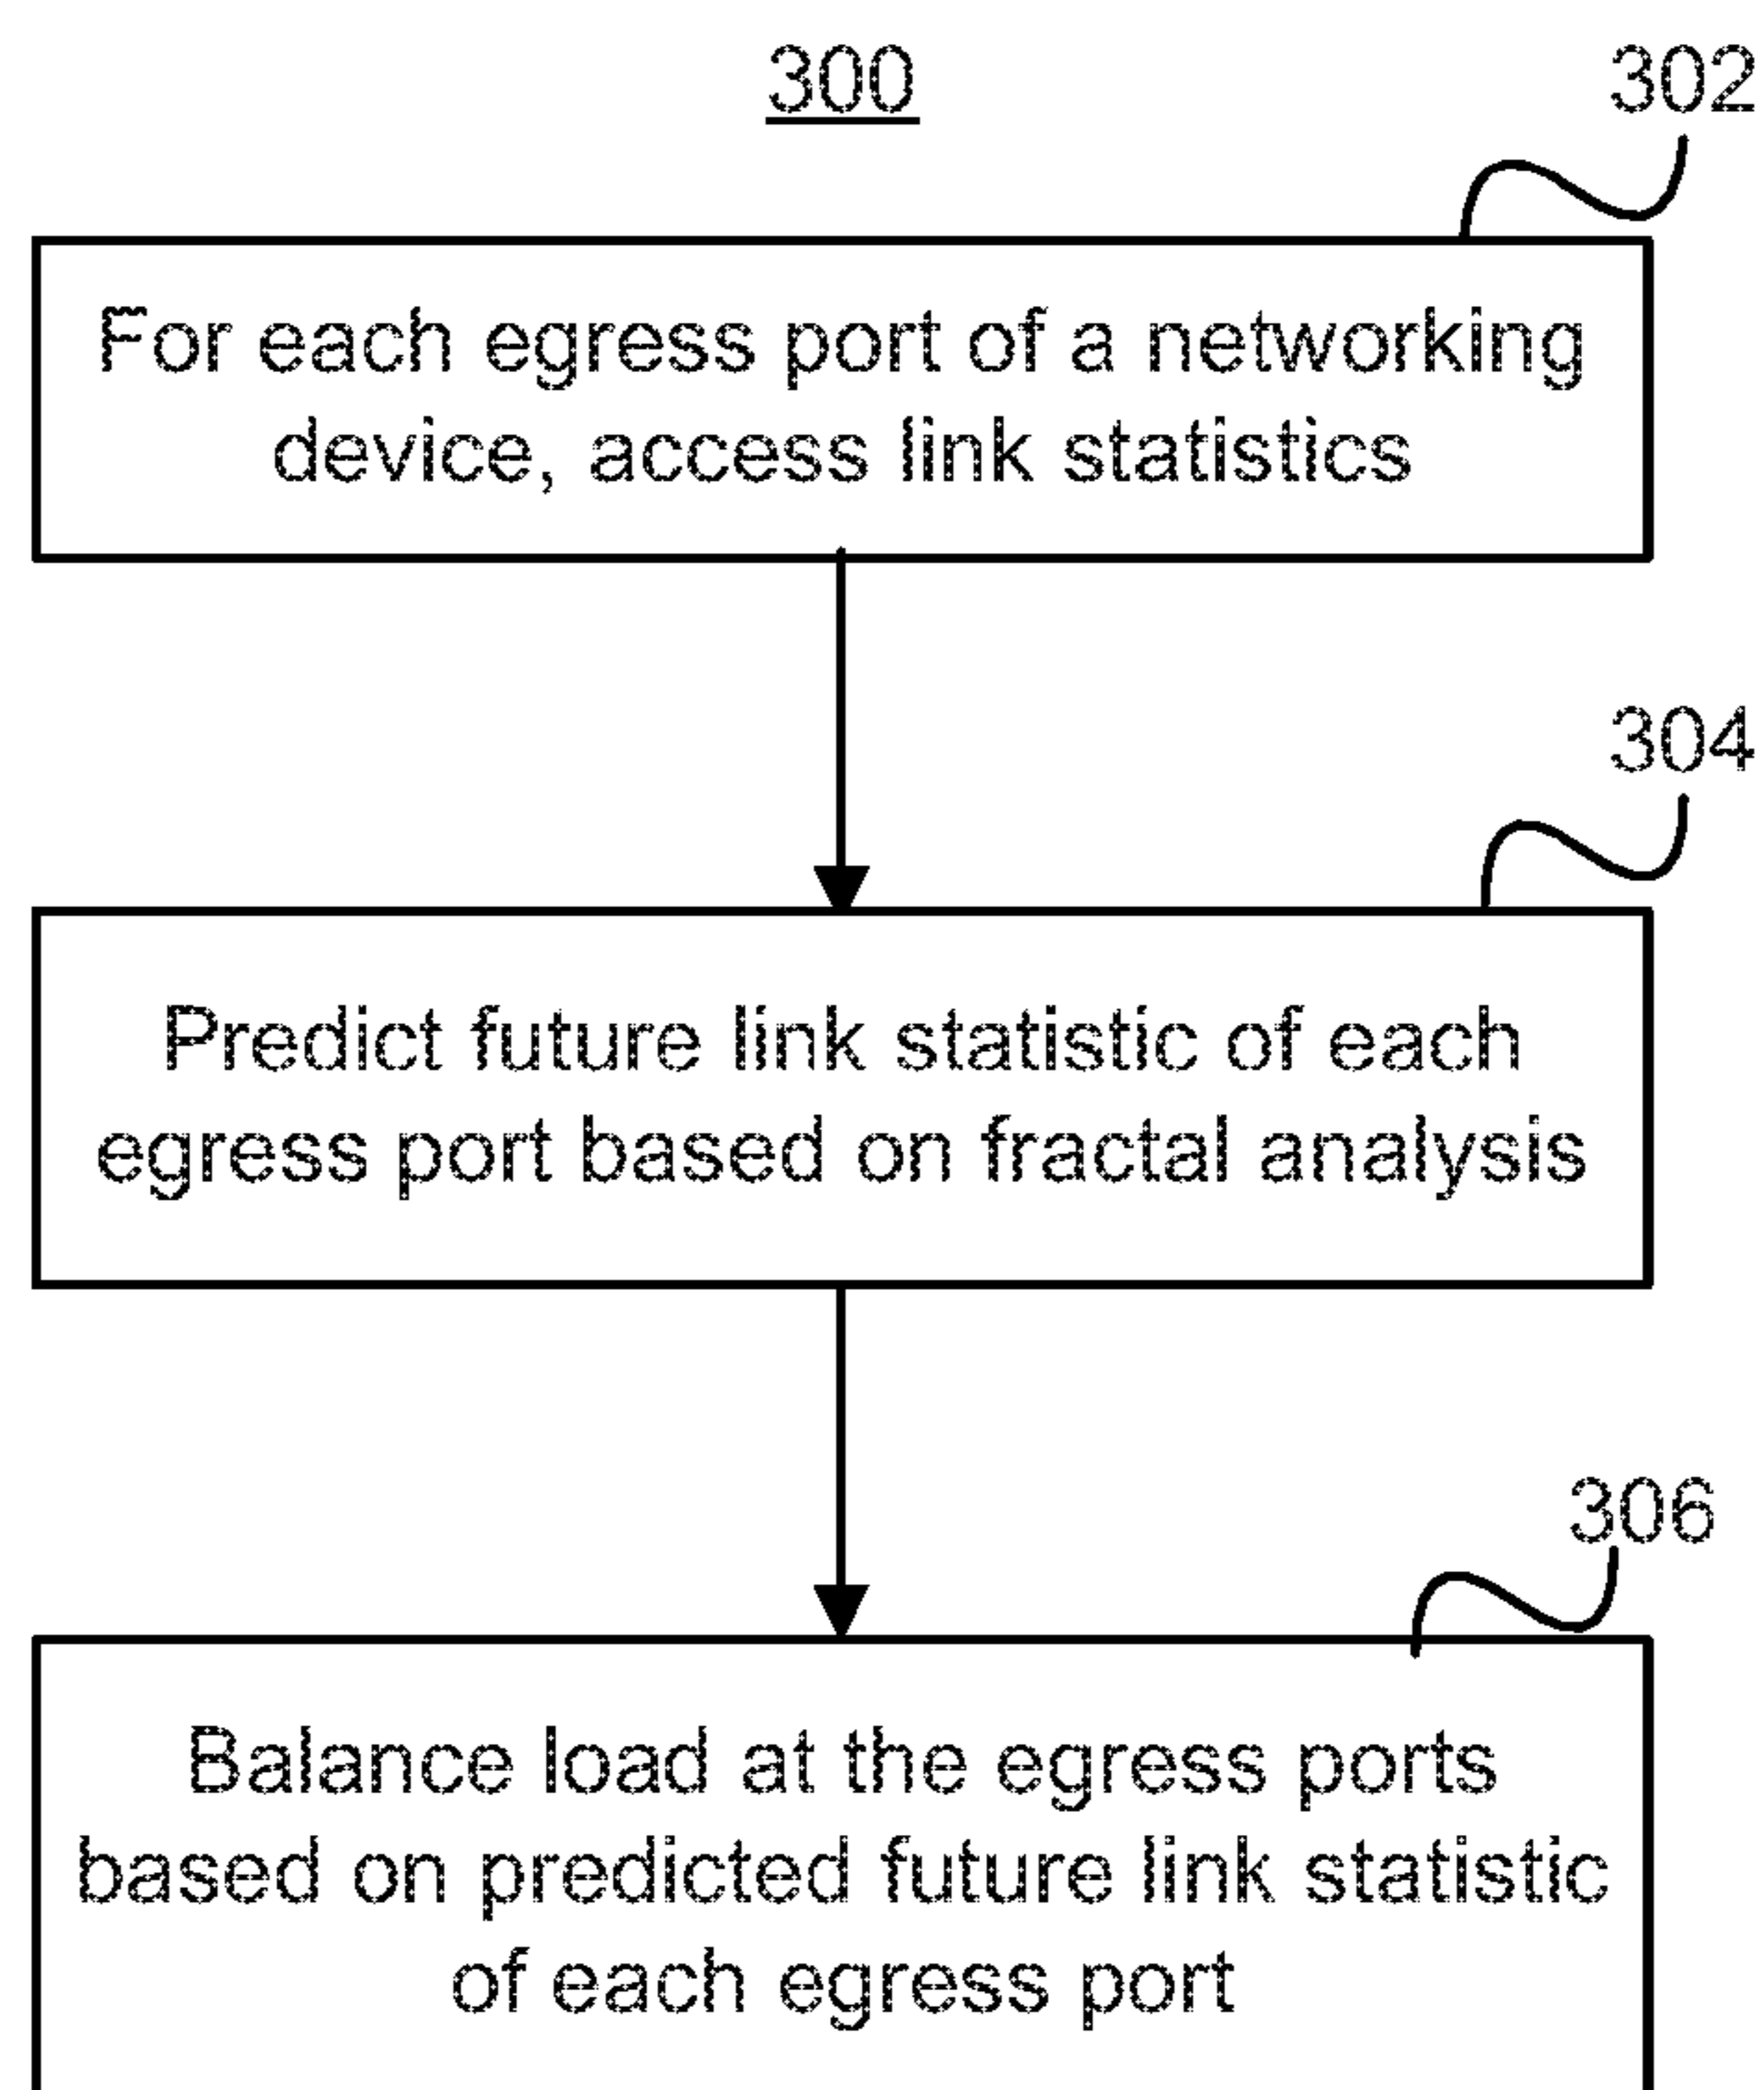 300
302
For each egress port of a networking
device, access link statistics
304
Predict future link statistic of each
egress port based on fractal analysis
306
Balance load at the egress ports
based on predicted future link statistic
of each egress port